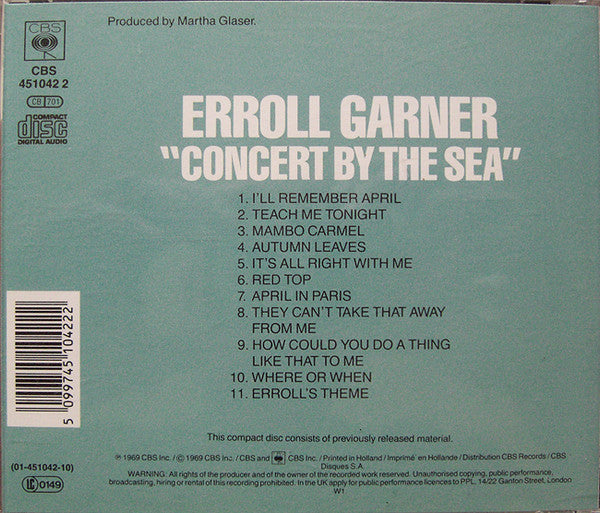 Produced by Martha Glaser.
CBS
CBS
451042 2
CB 701
COMPACT
disc
DIGITAL AUDIO
ERROLL GARNER
"CONCERT BY THE SEA"
1. I'LL REMEMBER APRIL
2. TEACH ME TONIGHT
3. MAMBO CARMEL
4. AUTUMN LEAVES
5. IT'S ALL RIGHT WITH ME
6. RED TOP
7. APRIL IN PARIS
8. THEY CAN'T TAKE THAT AWAY
FROM ME
9. HOW COULD YOU DO A THING
LIKE THAT TO ME
10. WHERE OR WHEN
11. ERROLL'S THEME
5 099745 104222
This compact disc consists of previously released material.
(01-451042-10)
LC 0149
℗ 1969 CBS Inc. / © 1969 CBS Inc. / CBS and CBS are trademarks of CBS Inc. / Printed in Holland / Imprimé en Hollande / Distribution CBS Records / CBS
Disques S.A.
WARNING: All rights of the producer and of the owner of the recorded work reserved. Unauthorised copying, public performance,
broadcasting, hiring or rental of this recording prohibited. In the UK apply for public performance licences to PPL, 14/22 Ganton Street, London
W1